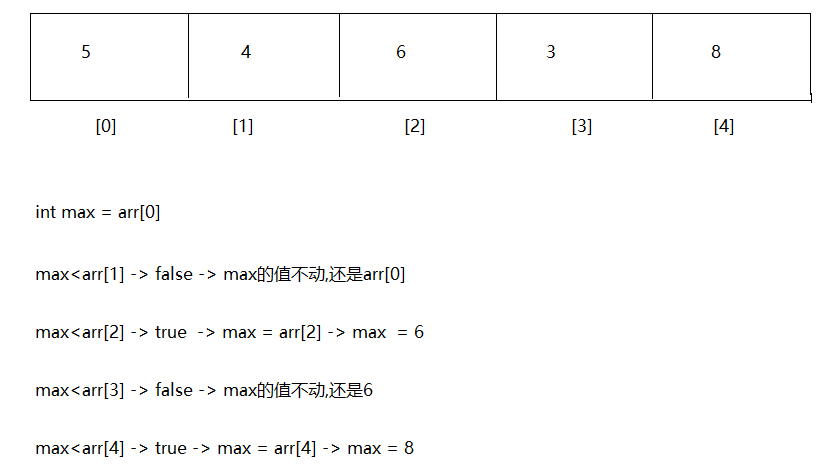 5 4 6 3 8
[0] [1] [2] [3] [4]
int max = arr[0]
max<arr[1] -> false -> max的值不动,还是arr[0]
max<arr[2] -> true  -> max = arr[2] -> max  = 6
max<arr[3] -> false -> max的值不动,还是6
max<arr[4] -> true -> max = arr[4] -> max = 8